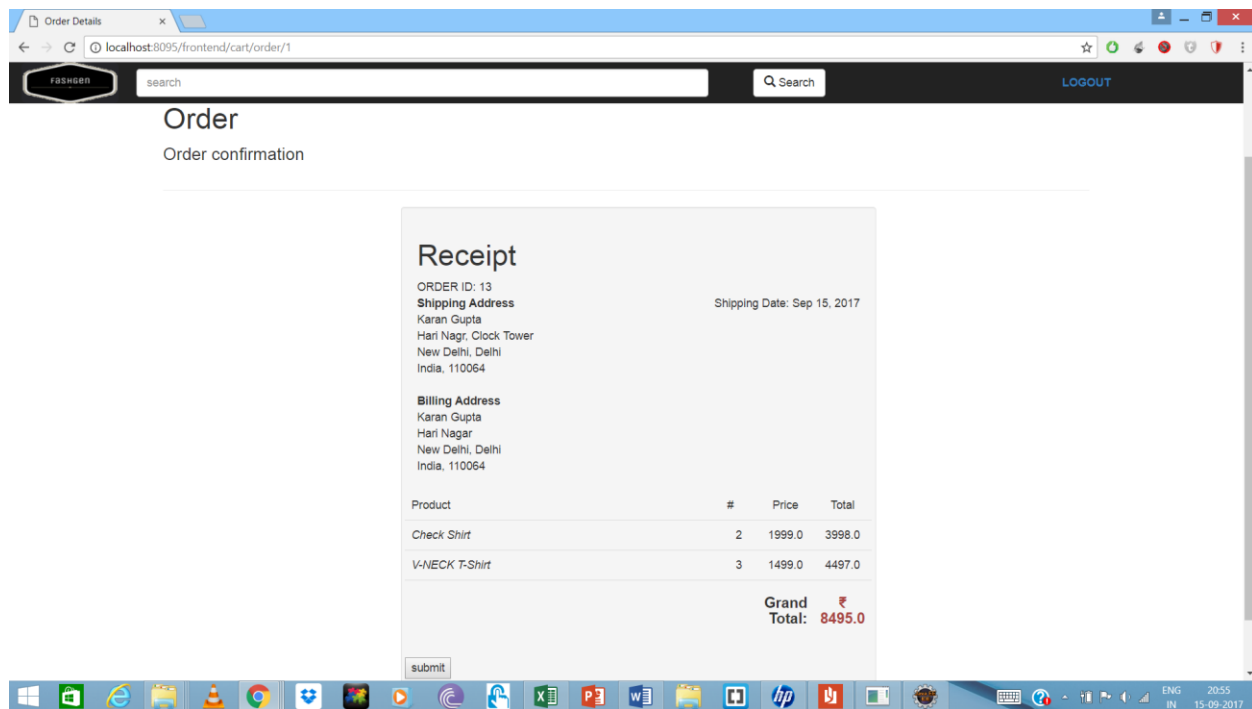 Order Details
localhost:8095/frontend/cart/order/1
FASHGEN
search
Search
LOGOUT
Order
Order confirmation
Receipt
ORDER ID: 13
Shipping Address
Shipping Date: Sep 15, 2017
Karan Gupta
Hari Nagr, Clock Tower
New Delhi, Delhi
India, 110064
Billing Address
Karan Gupta
Hari Nagar
New Delhi, Delhi
India, 110064
Product # Price Total
Check Shirt 2 1999.0 3998.0
V-NECK T-Shirt 3 1499.0 4497.0
Grand ₹
Total: 8495.0
submit
ENG 20:55
IN 15-09-2017